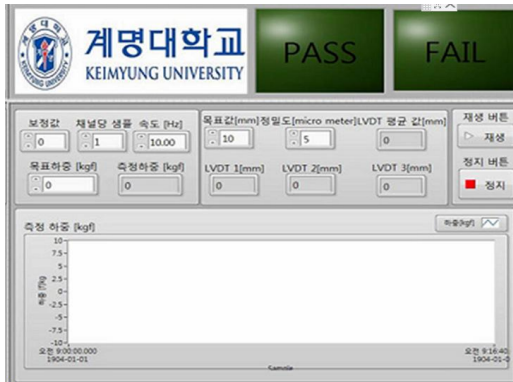 계명대학교
KEIMYUNG UNIVERSITY
PASS
FAIL
보정값
채널당 샘플
속도 [Hz]
0
1
10.00
목표하중 [kgf]
측정하중 [kgf]
0
0
목표값[mm]
정밀도[micro meter]
LVDT 평균 값[mm]
10
5
0
LVDT 1[mm]
LVDT 2[mm]
LVDT 3[mm]
0
0
0
재생 버튼
재생
정지 버튼
정지
측정 하중 [kgf]
하중[kgf]
10
7.5
5
2.5
0
-2.5
-5
-7.5
-10
오전 9:00:00.000
1904-01-01
오전 9:16:40
1904-01-0
Sample